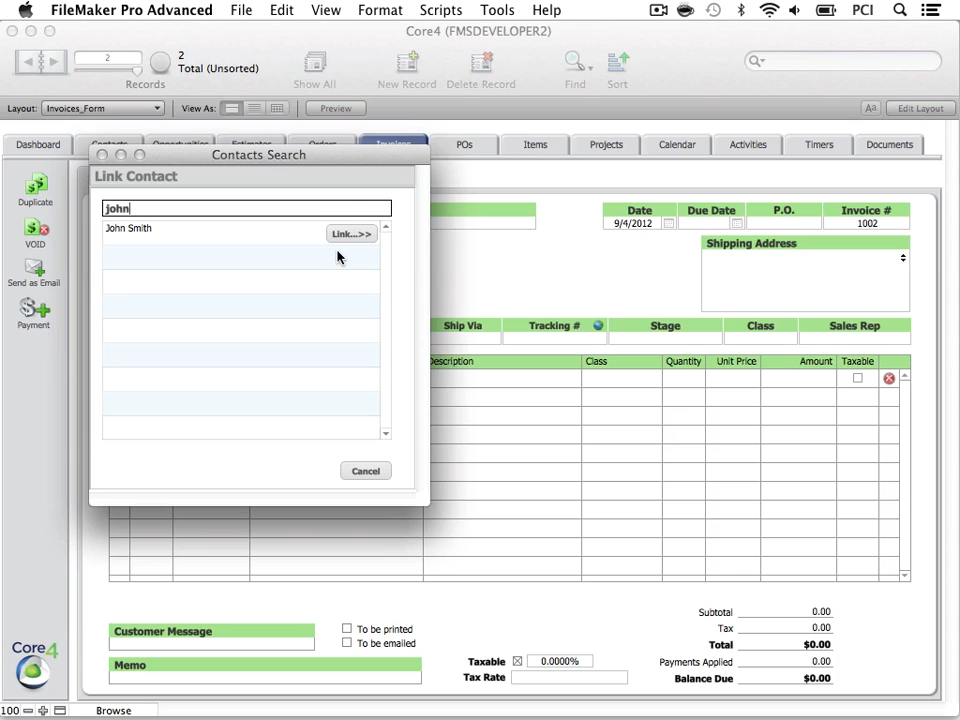 FileMaker Pro Advanced File Edit View Format Scripts Tools Help PCI
Core4 (FMSDEVELOPER2)
2
2
Total (Unsorted)
Records Show All New Record Delete Record Find Sort
Layout: Invoices_Form View As: Preview Aa Edit Layout
Dashboard Contacts Opportunities Estimates Orders Invoices POs Items Projects Calendar Activities Timers Documents
Contacts Search
Link Contact
john
John Smith
Link...>>
Cancel
Duplicate
VOID
Send as Email
Payment
Date Due Date P.O. Invoice #
9/4/2012 1002
Shipping Address
Ship Via Tracking # Stage Class Sales Rep
Description Class Quantity Unit Price Amount Taxable
Customer Message
To be printed
To be emailed
Memo
Taxable 0.0000%
Tax Rate
Subtotal 0.00
Tax 0.00
Total $0.00
Payments Applied 0.00
Balance Due $0.00
Core4
100 Browse